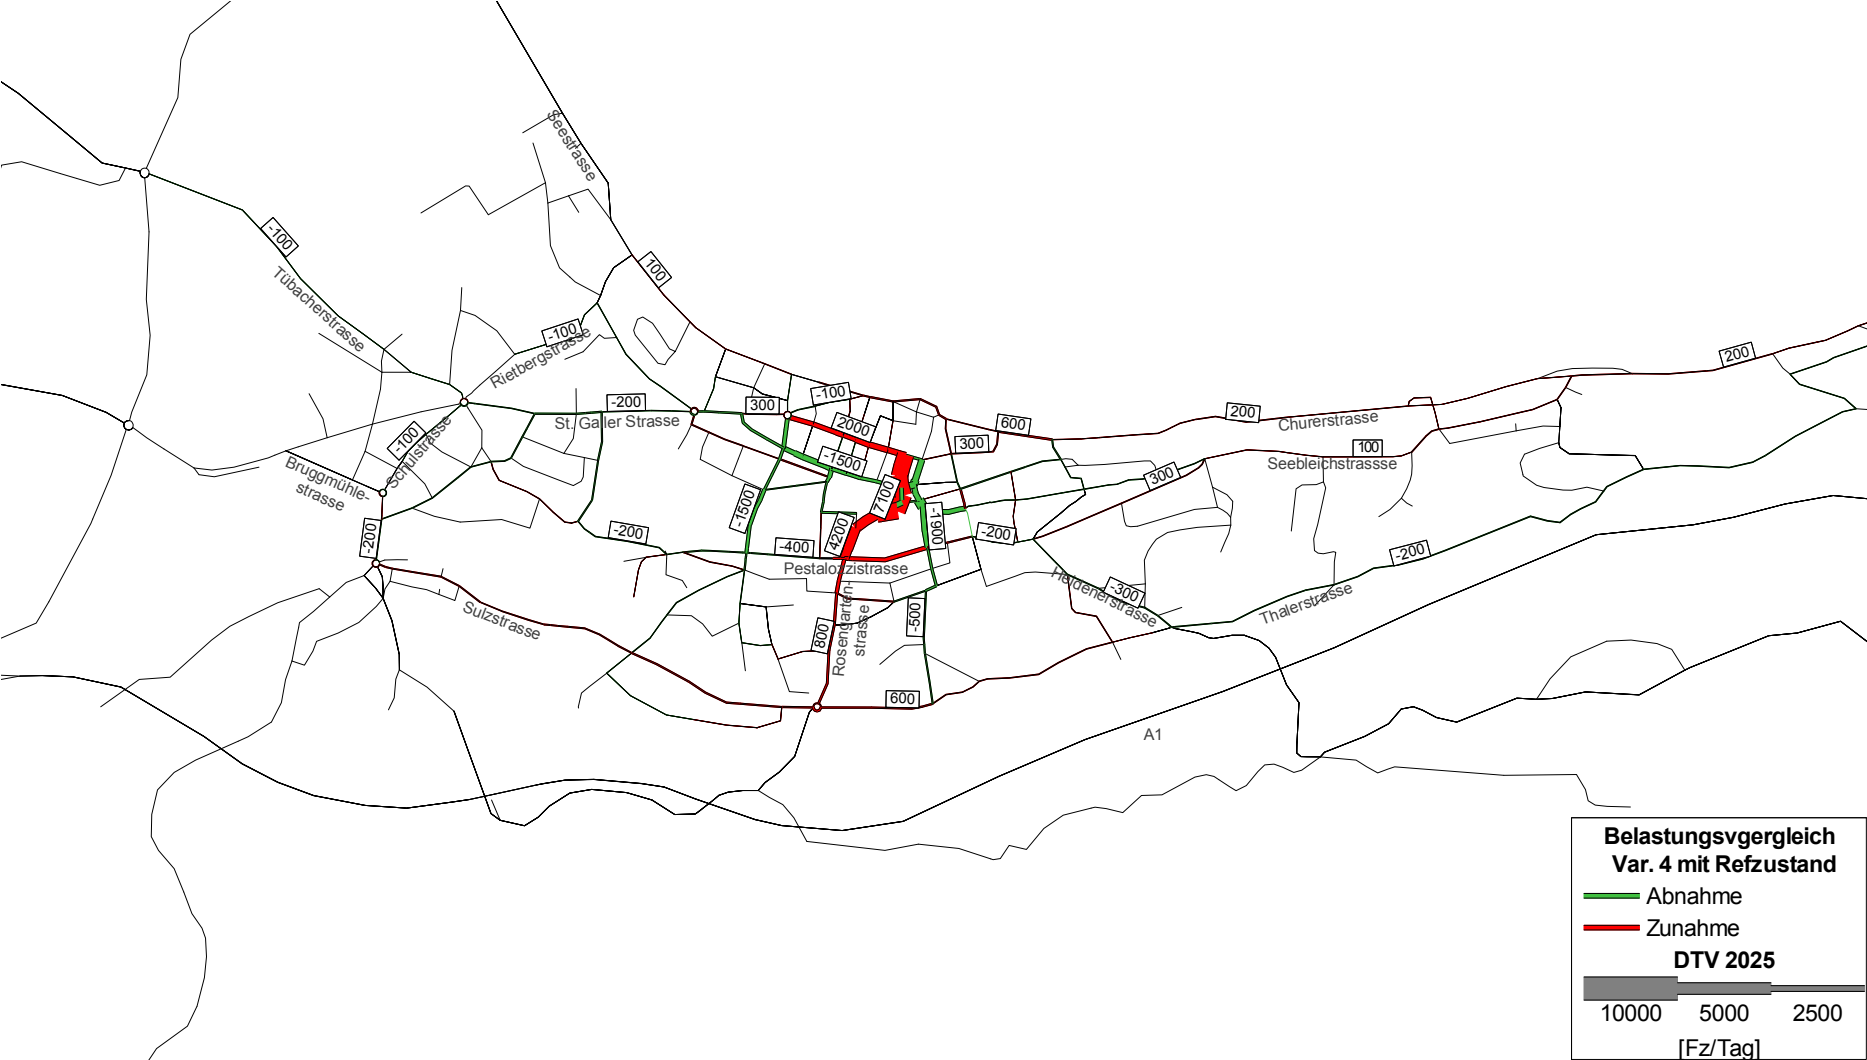 Seestrasse
-100
100
Tübacherstrasse
-100
Rietbergstrasse
200
-200
300
-100
St. Galler Strasse
2000
600
200
Churerstrasse
-100
Schulstrasse
-1500
300
100
Seebleichstrassse
Bruggmühle-
strasse
300
7100
-1500
-1900
-200
-200
4200
-400
-200
-200
Pestalozzistrasse
Heidenerstrasse
-300
Thalerstrasse
Sulzstrasse
800
Rosengarten-
strasse
-500
600
A1
Belastungsvgergleich
Var. 4 mit Refzustand
Abnahme
Zunahme
DTV 2025
10000 5000 2500
[Fz/Tag]